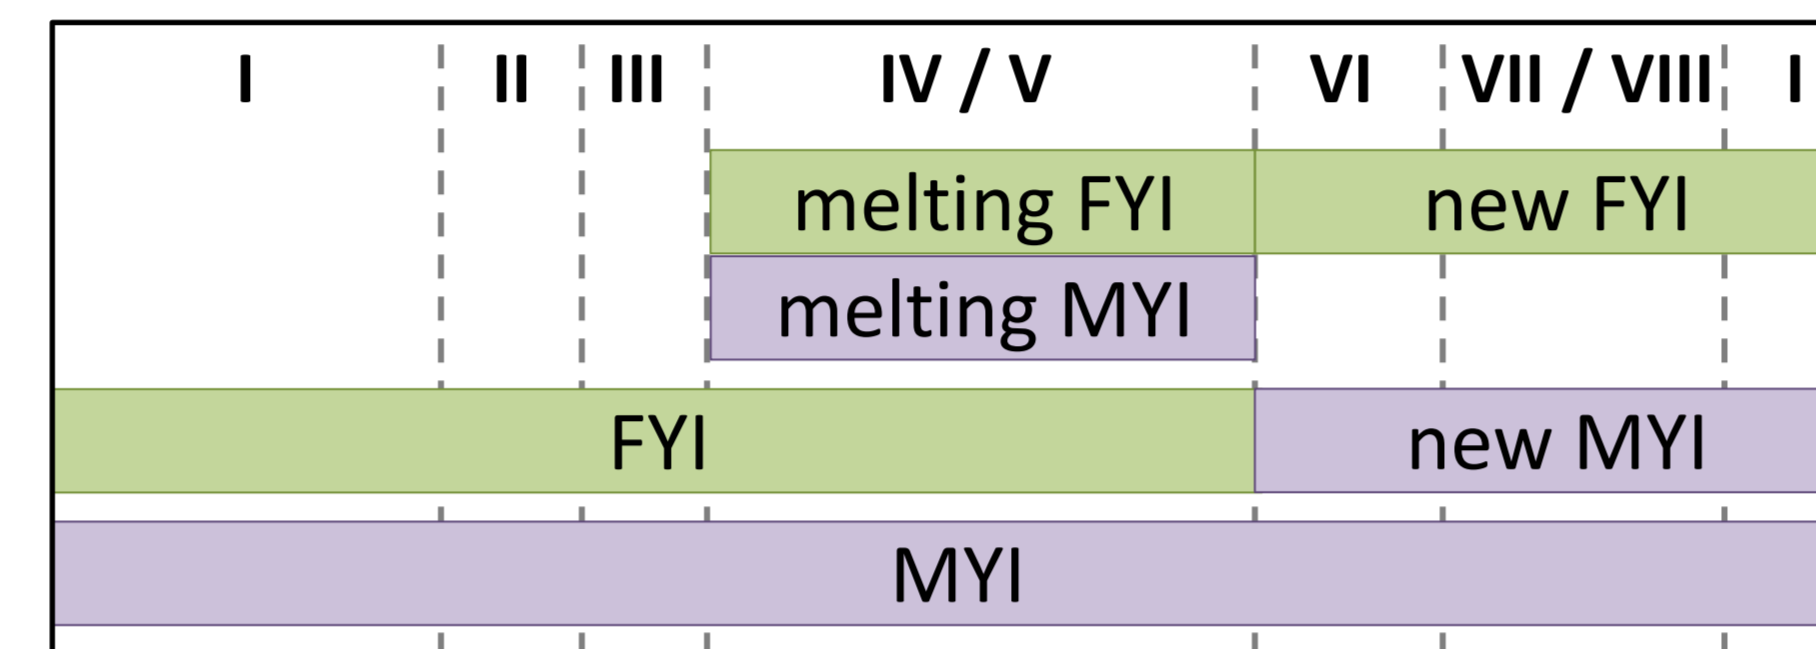 I II III IV / V VI VII / VIII I
melting FYI new FYI
melting MYI
FYI new MYI
MYI